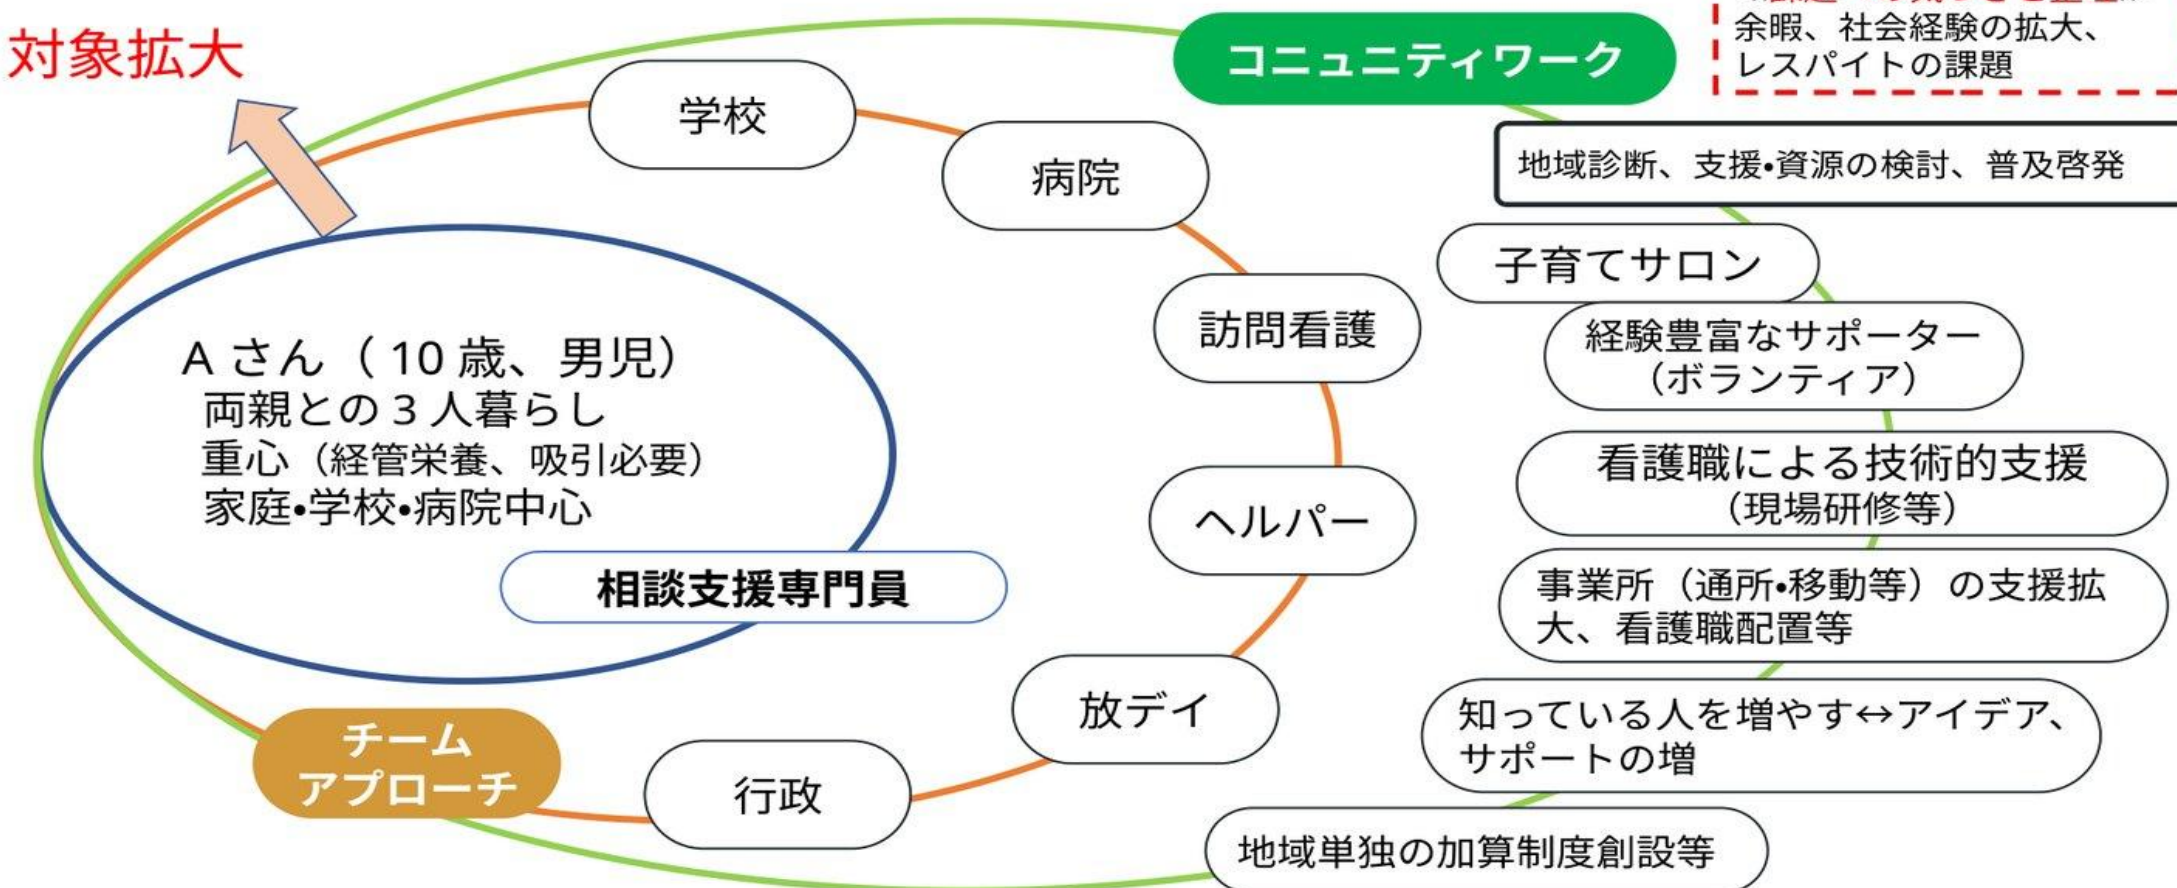 対象拡大
コニュニティワーク
余暇、社会経験の拡大、
レスパイトの課題
学校
病院
地域診断、支援•資源の検討、普及啓発
子育てサロン
訪問看護
経験豊富なサポーター
（ボランティア）
A さん（ 10 歳、男児）
両親との 3 人暮らし
重心（経管栄養、吸引必要）
家庭•学校•病院中心
看護職による技術的支援
（現場研修等）
ヘルパー
相談支援専門員
事業所（通所•移動等）の支援拡
大、看護職配置等
放デイ
知っている人を増やす↔アイデア、
サポートの増
チーム
アプローチ
行政
地域単独の加算制度創設等